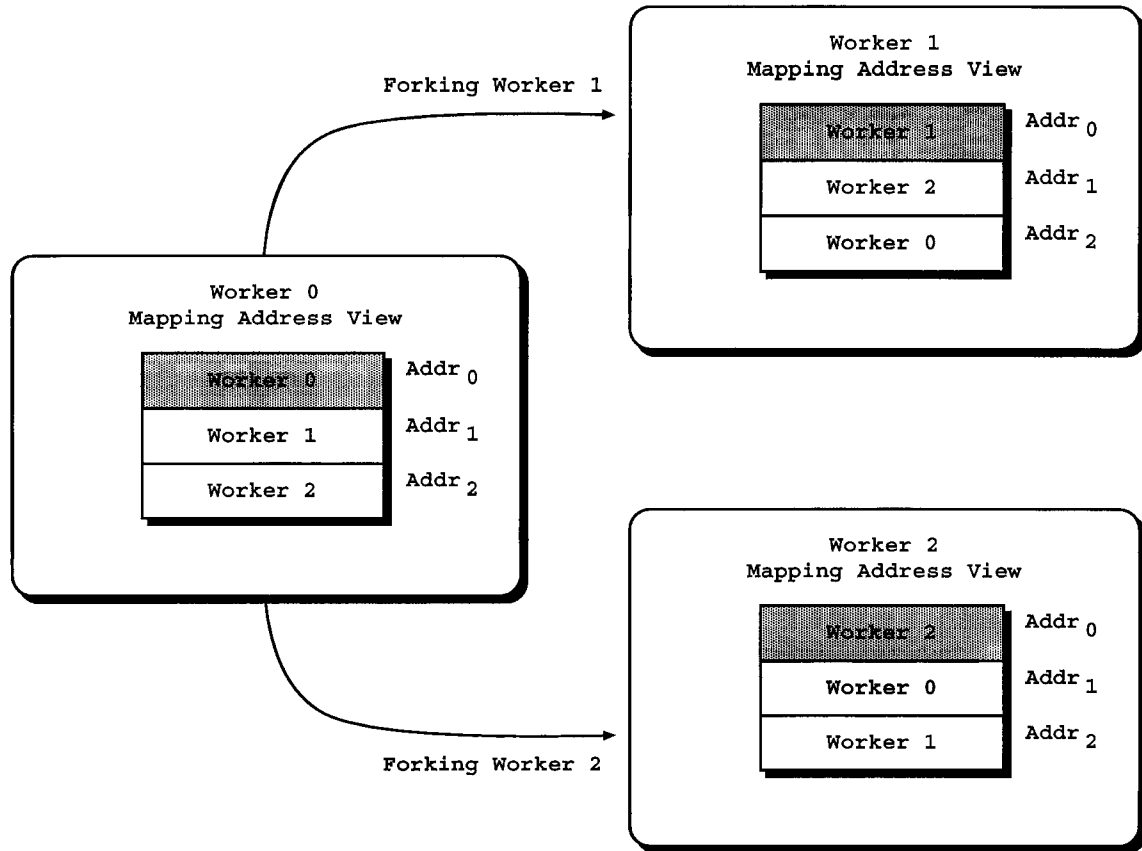 Worker 1
Mapping Address View
Forking Worker 1
Worker 1 Addr 0
Worker 2 Addr 1
Worker 0 Addr 2
Worker 0
Mapping Address View
Worker 0 Addr 0
Worker 1 Addr 1
Worker 2 Addr 2
Worker 2
Mapping Address View
Worker 2 Addr 0
Worker 0 Addr 1
Worker 1 Addr 2
Forking Worker 2